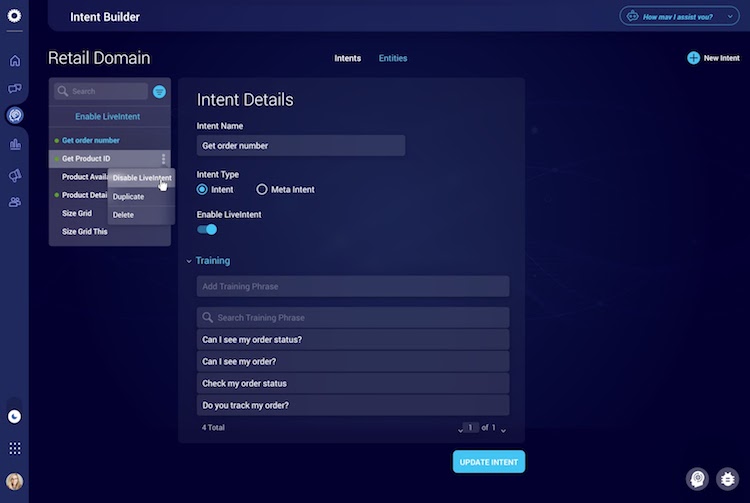 Intent Builder
How may I assist you?
Retail Domain
Intents
Entities
New Intent
Search
Enable LiveIntent
Get order number
Get Product ID
Product Availa
Disable LiveIntent
Product Detai
Duplicate
Size Grid
Delete
Size Grid This
Intent Details
Intent Name
Get order number
Intent Type
Intent
Meta Intent
Enable LiveIntent
Training
Add Training Phrase
Search Training Phrase
Can I see my order status?
Can I see my order?
Check my order status
Do you track my order?
4 Total
1 of 1
UPDATE INTENT